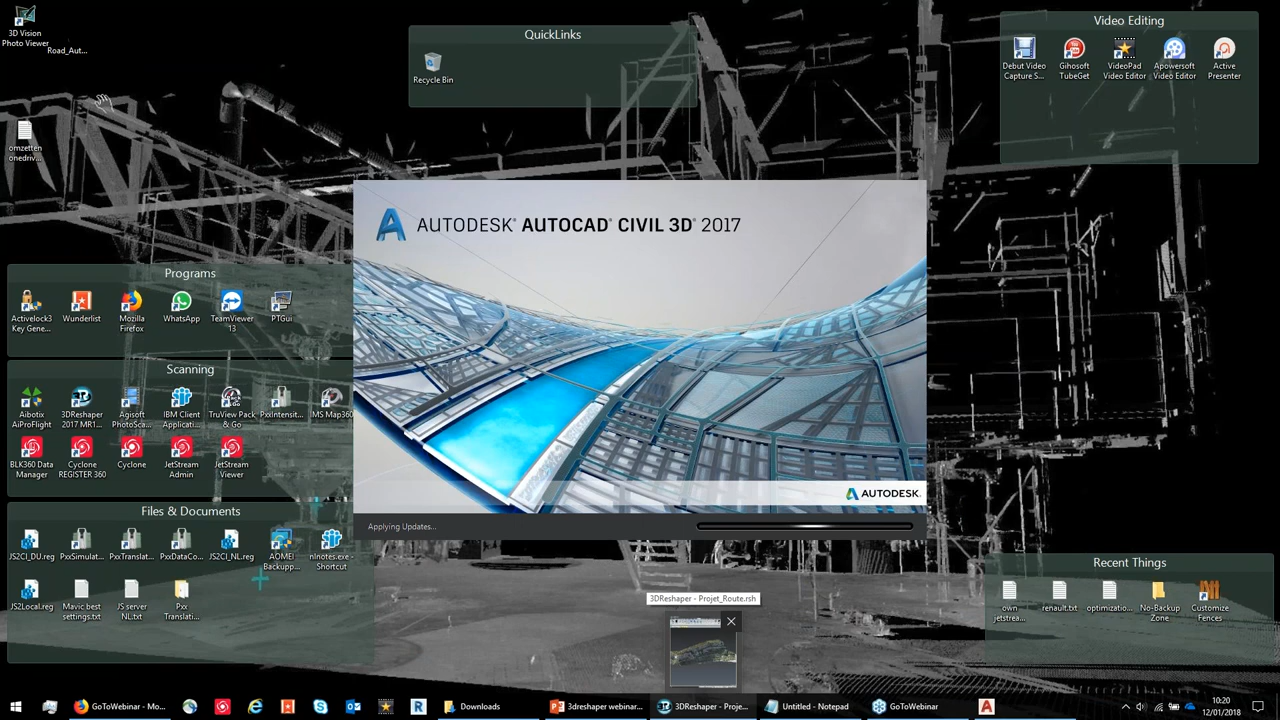 3D Vision
Photo Viewer
Road_Aut...
omzetten
onedriv...
QuickLinks
Recycle Bin
Video Editing
Debut Video
Capture S...
Gihosoft
TubeGet
VideoPad
Video Editor
Apowersoft
Video Editor
Active
Presenter
AUTODESK® AUTOCAD® CIVIL 3D® 2017
AUTODESK.
Applying Updates...
Programs
Activelock3
Key Gene...
Wunderlist
Mozilla
Firefox
WhatsApp
TeamViewer
13
PTGui
Scanning
Aibotix
AiProFlight
3DReshaper
2017 MR1...
Agisoft
PhotoSca...
IBM Client
Applicati...
TruView Pack
& Go
PxxIntensit...
IMS Map360
BLK360 Data
Manager
Cyclone
REGISTER 360
Cyclone
JetStream
Admin
JetStream
Viewer
Files & Documents
JS2CI_DU.reg
PxxSimulat...
PxxTranslat...
PxxDataCo...
JS2CI_NL.reg
AOMEI
Backupp...
nlnotes.exe -
Shortcut
JS2Local.reg
Mavic best
settings.txt
JS server
NL.txt
Pxx
Translati...
3DReshaper - Projet_Route.rsh
Recent Things
own
jetstrea...
renault.txt
optimizatio...
No-Backup
Zone
Customize
Fences
GoToWebinar - Mo...
Downloads
3dreshaper webinar...
3DReshaper - Proje...
Untitled - Notepad
GoToWebinar
10:20
12/01/2018